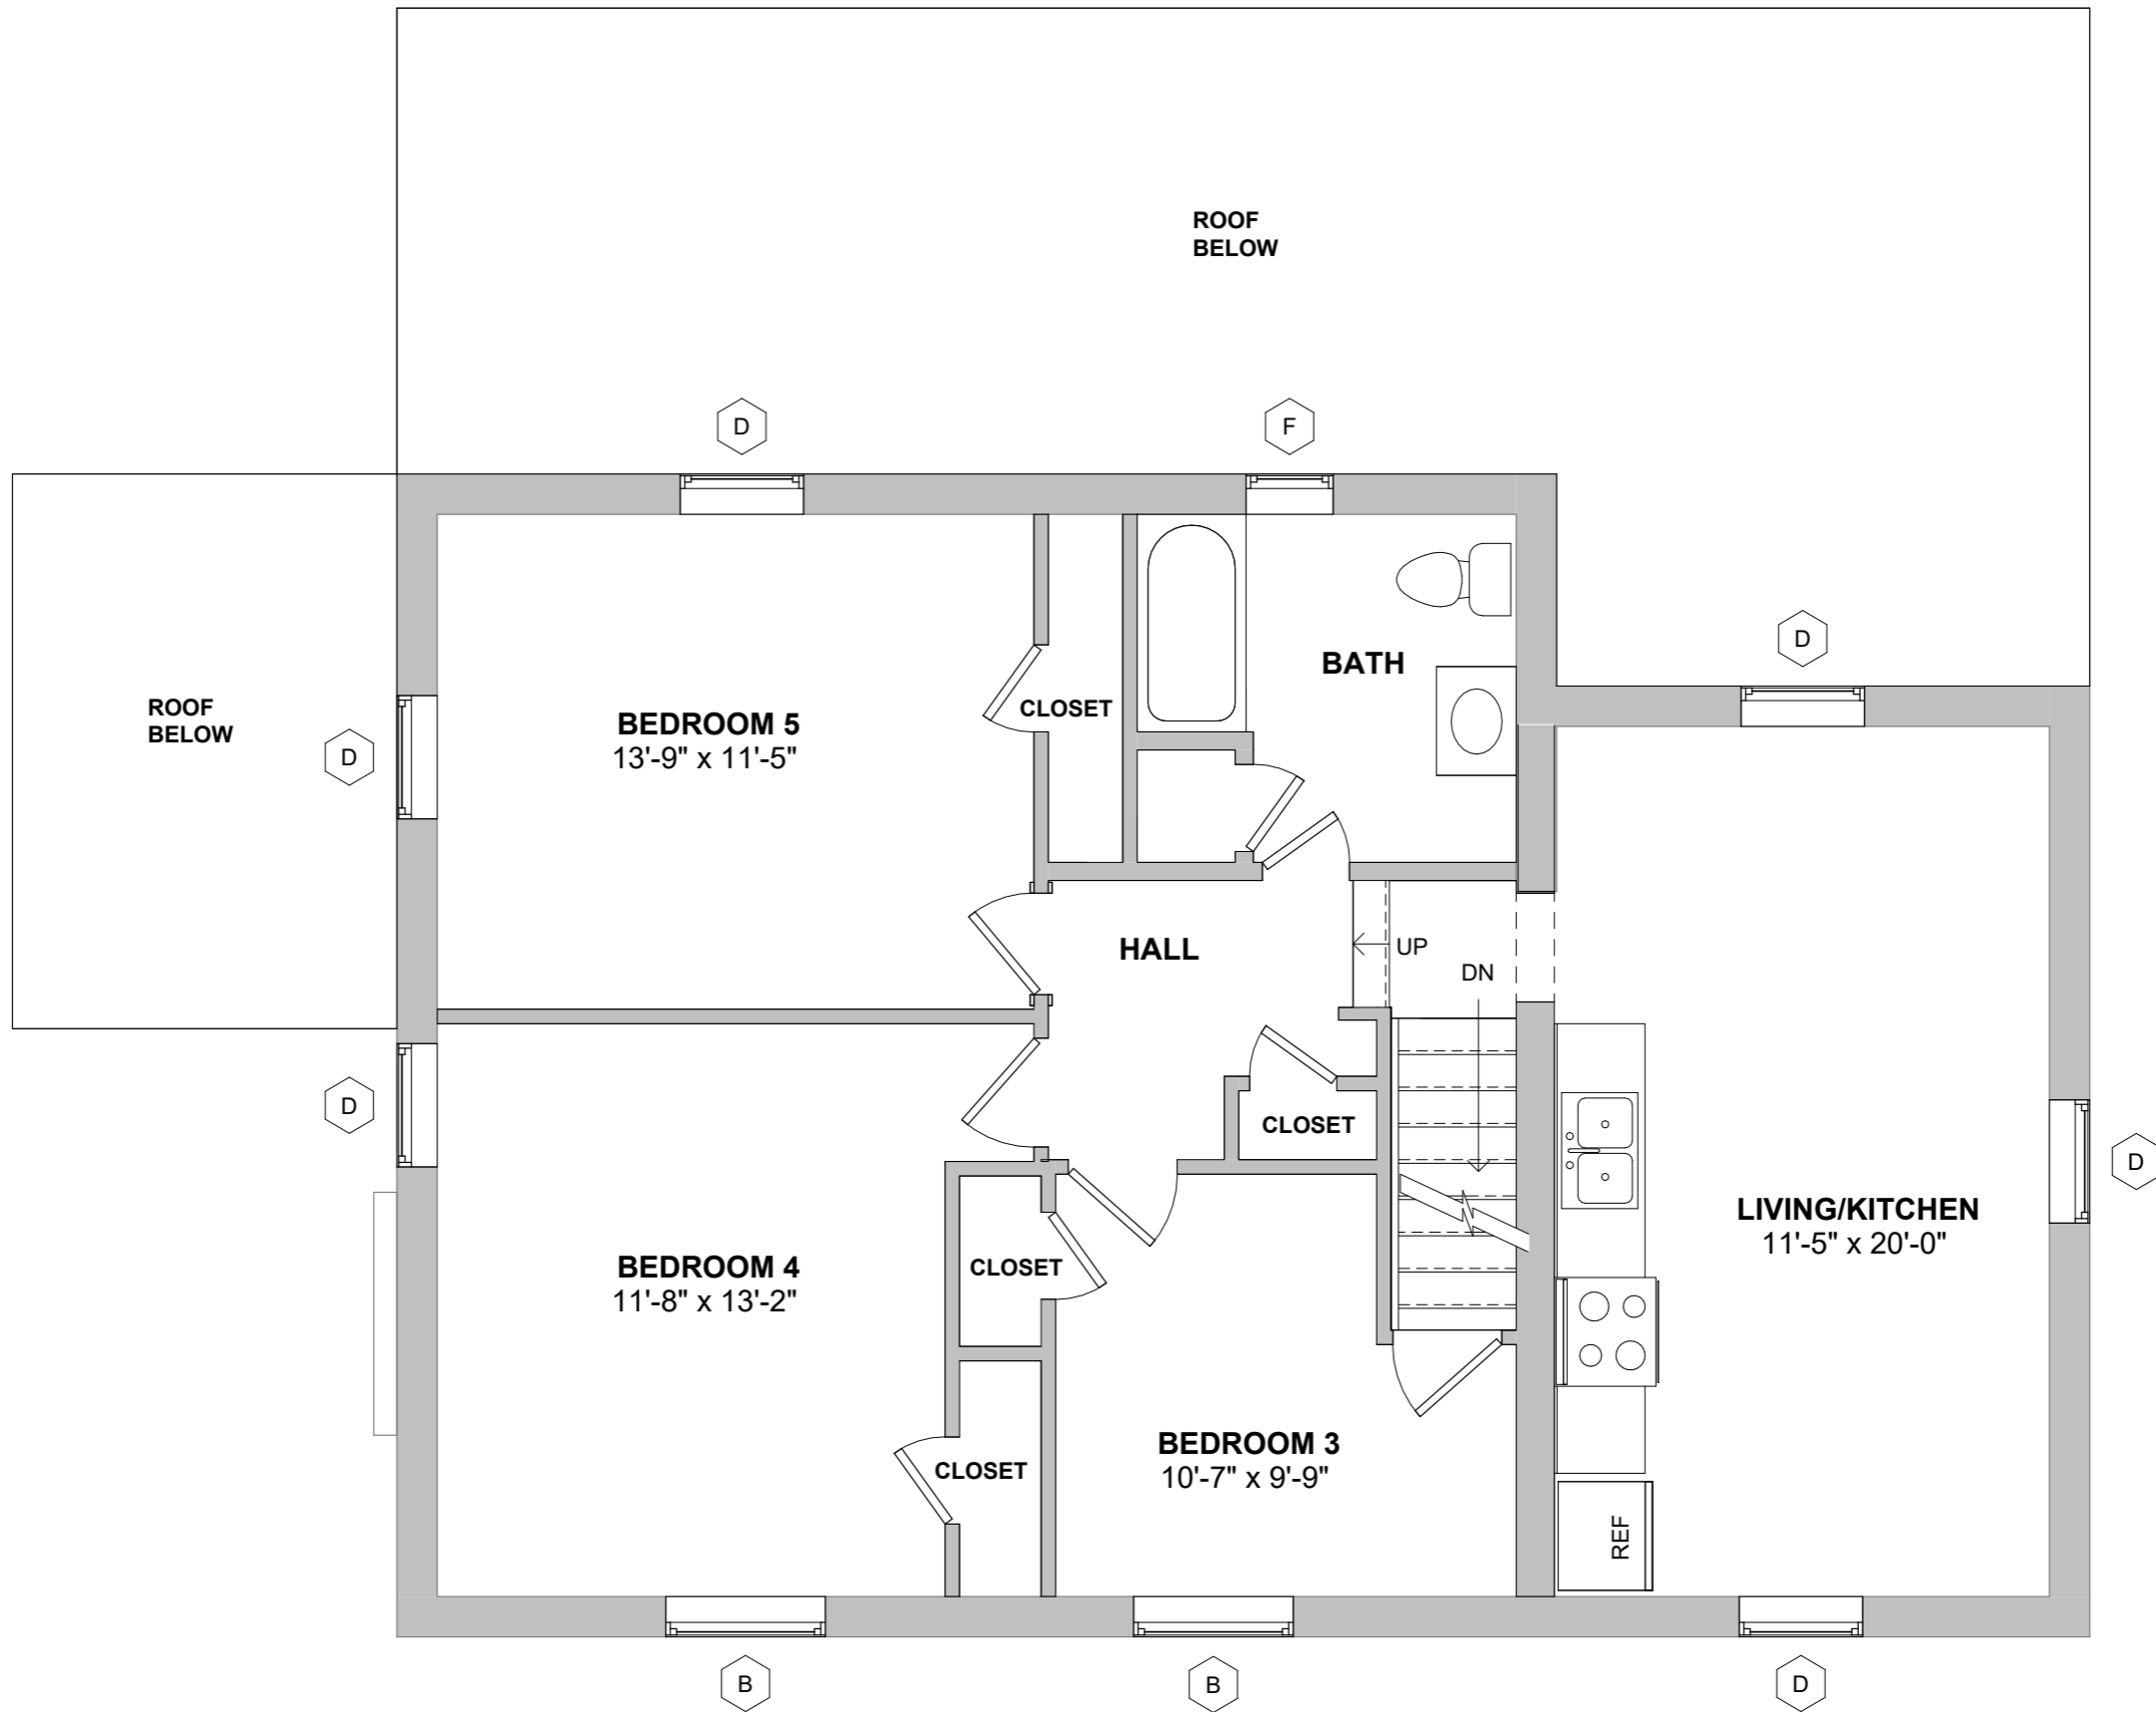 ROOF
BELOW
D
F
D
ROOF
BELOW
D
BEDROOM 5
13'-9" x 11'-5"
CLOSET
BATH
HALL
UP
DN
D
CLOSET
D
LIVING/KITCHEN
11'-5" x 20'-0"
BEDROOM 4
11'-8" x 13'-2"
CLOSET
CLOSET
BEDROOM 3
10'-7" x 9'-9"
REF
B
B
D